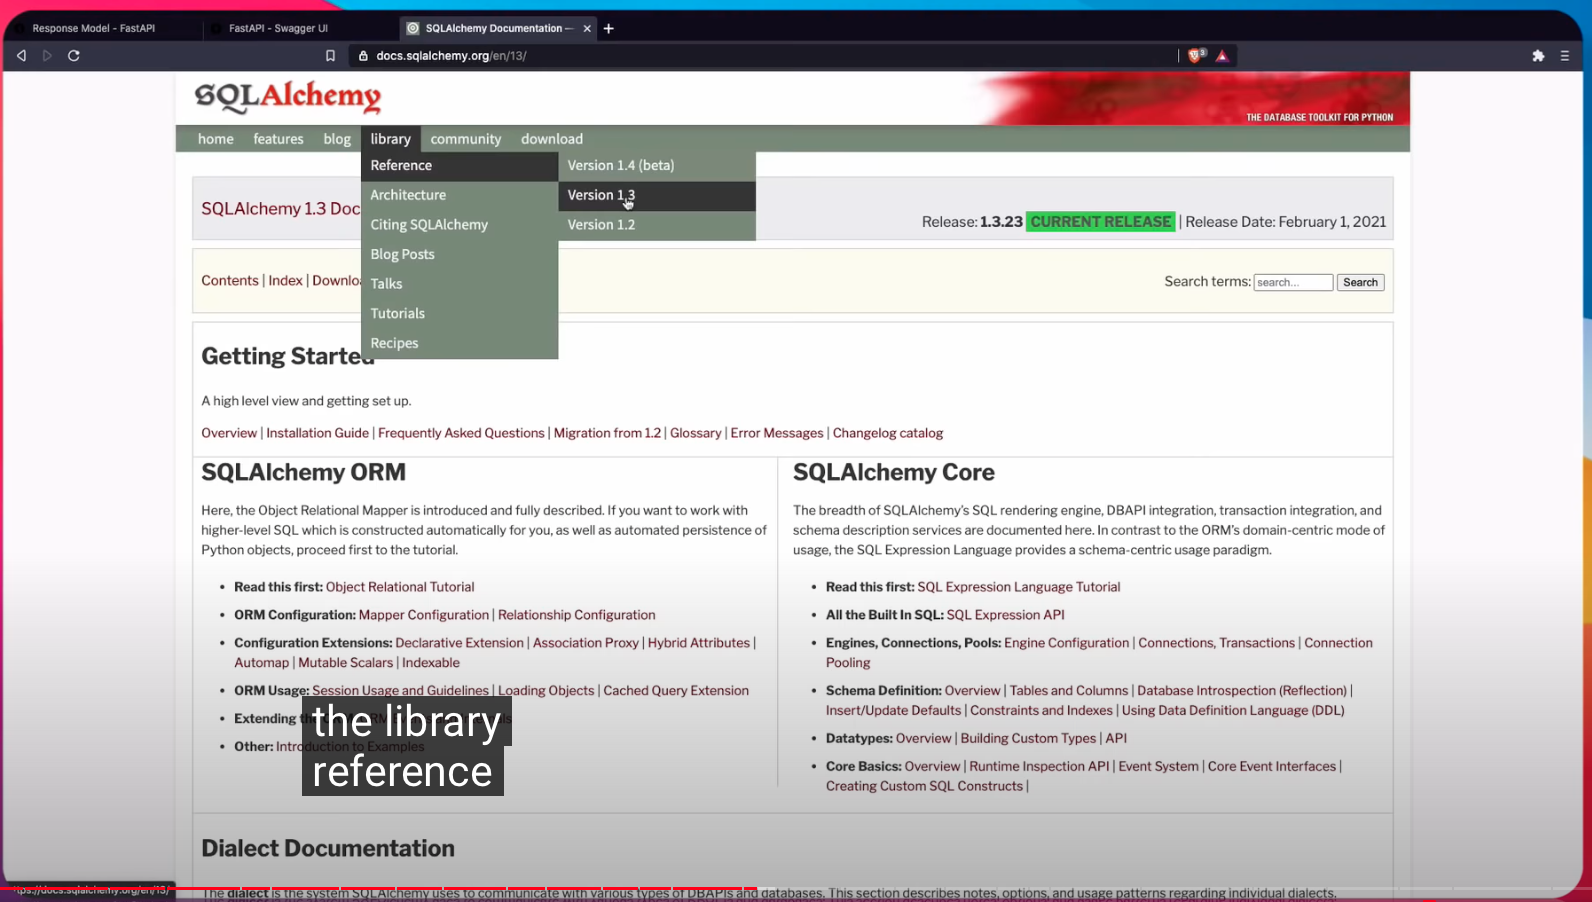 Response Model - FastAPI
FastAPI - Swagger UI
SQLAlchemy Documentation —
docs.sqlalchemy.org/en/13/
3
SQLAlchemy
THE DATABASE TOOLKIT FOR PYTHON
home features blog library community download
Reference
Architecture
Citing SQLAlchemy
Blog Posts
Talks
Tutorials
Recipes
Version 1.4 (beta)
Version 1.3
Version 1.2
SQLAlchemy 1.3 Doc
Release: 1.3.23 CURRENT RELEASE | Release Date: February 1, 2021
Contents | Index | Downloa
Search terms: search... Search
Getting Started
A high level view and getting set up.
Overview | Installation Guide | Frequently Asked Questions | Migration from 1.2 | Glossary | Error Messages | Changelog catalog
SQLAlchemy ORM
Here, the Object Relational Mapper is introduced and fully described. If you want to work with
higher-level SQL which is constructed automatically for you, as well as automated persistence of
Python objects, proceed first to the tutorial.
• Read this first: Object Relational Tutorial
• ORM Configuration: Mapper Configuration | Relationship Configuration
• Configuration Extensions: Declarative Extension | Association Proxy | Hybrid Attributes |
Automap | Mutable Scalars | Indexable
• ORM Usage: Session Usage and Guidelines | Loading Objects | Cached Query Extension
• Extending the
• Other: Introduction to Examples
SQLAlchemy Core
The breadth of SQLAlchemy's SQL rendering engine, DBAPI integration, transaction integration, and
schema description services are documented here. In contrast to the ORM's domain-centric mode of
usage, the SQL Expression Language provides a schema-centric usage paradigm.
• Read this first: SQL Expression Language Tutorial
• All the Built In SQL: SQL Expression API
• Engines, Connections, Pools: Engine Configuration | Connections, Transactions | Connection
Pooling
• Schema Definition: Overview | Tables and Columns | Database Introspection (Reflection) |
Insert/Update Defaults | Constraints and Indexes | Using Data Definition Language (DDL)
• Datatypes: Overview | Building Custom Types | API
• Core Basics: Overview | Runtime Inspection API | Event System | Core Event Interfaces |
Creating Custom SQL Constructs |
the library
reference
Dialect Documentation
The dialect is the system SQLAlchemy uses to communicate with various types of DBAPIs and databases. This section describes notes, options, and usage patterns regarding individual dialects.
ttps://docs.sqlalchemy.org/en/13/